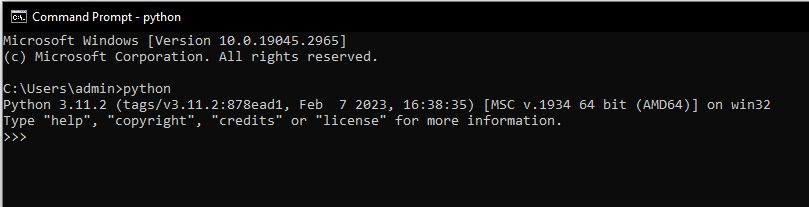 Command Prompt - python
Microsoft Windows [Version 10.0.19045.2965]
(c) Microsoft Corporation. All rights reserved.
C:\Users\admin>python
Python 3.11.2 (tags/v3.11.2:878ead1, Feb  7 2023, 16:38:35) [MSC v.1934 64 bit (AMD64)] on win32
Type "help", "copyright", "credits" or "license" for more information.
>>>